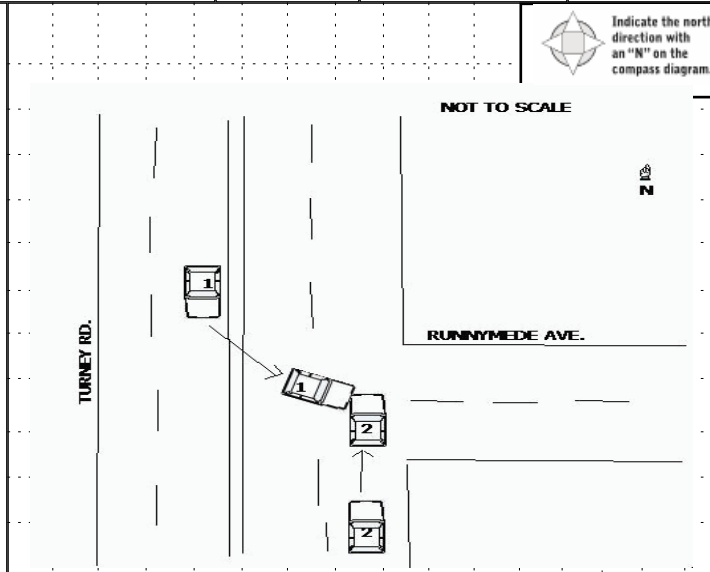 Indicate the north
direction with
an "N" on the
compass diagram.
NOT TO SCALE
N
1
TURNEY RD.
RUNNYMEDE AVE.
1
2
2